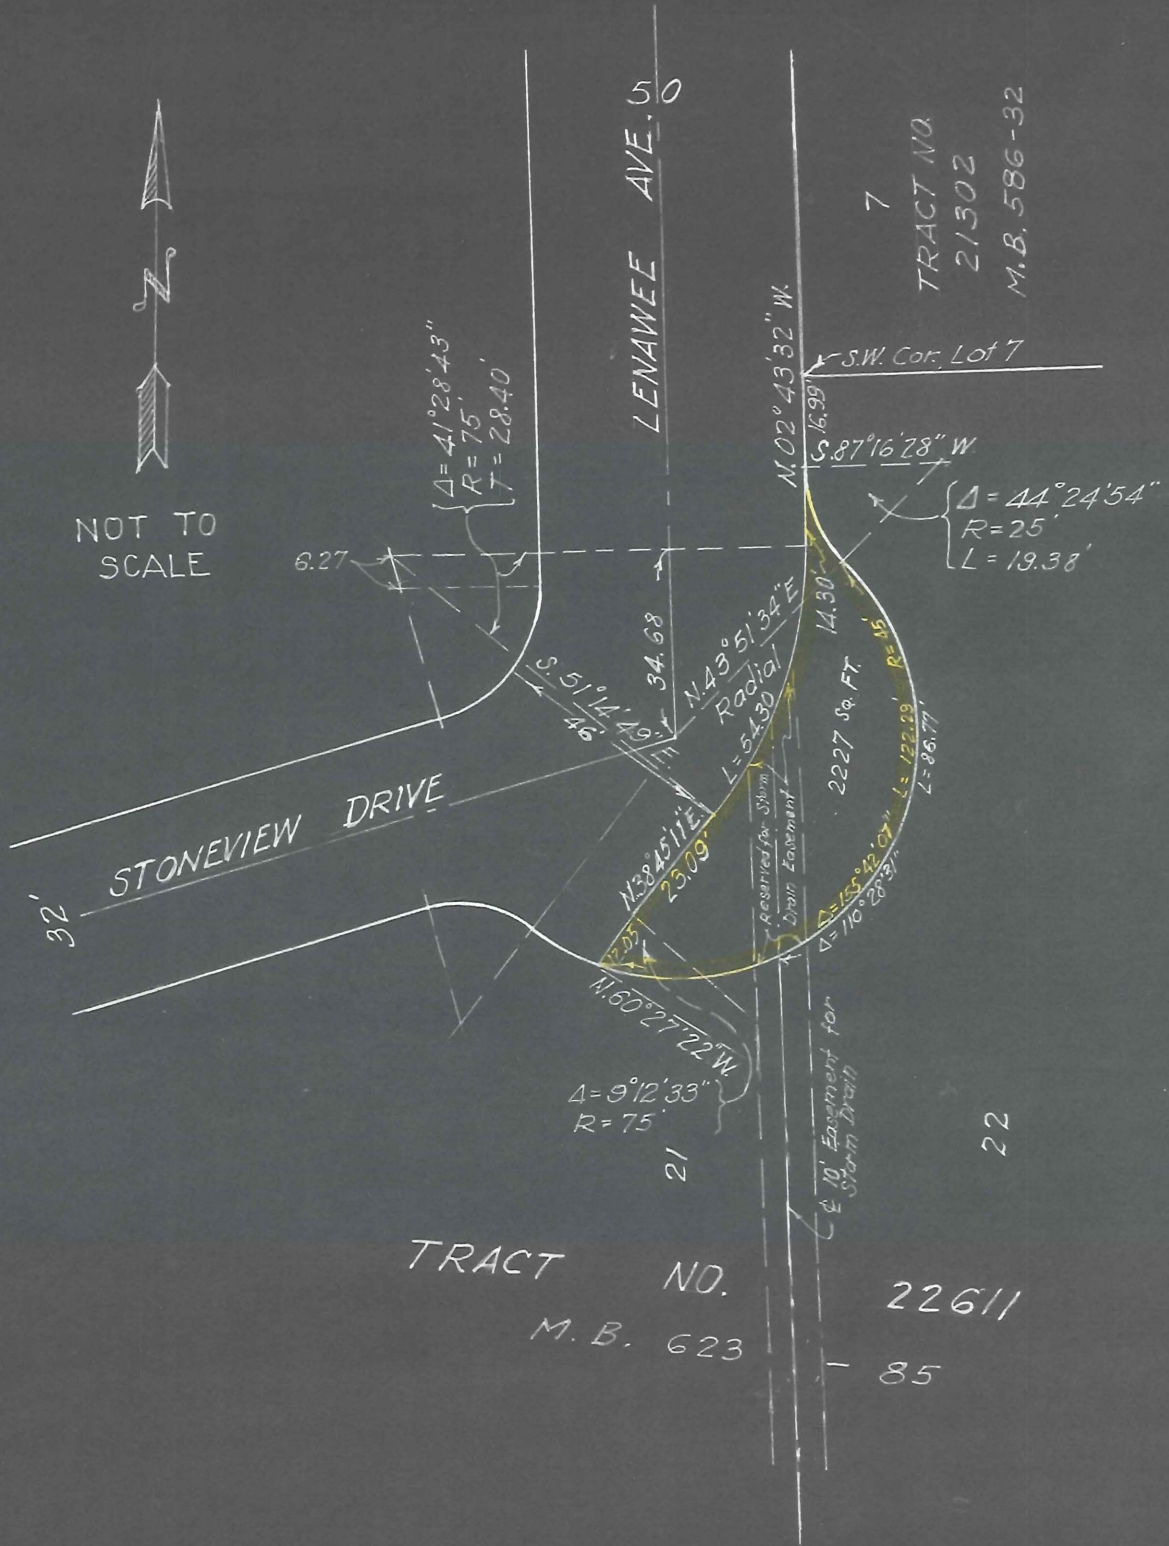 50
LENAWEE AVE.
7
TRACT NO.
21302
M.B. 586-32
N
NOT TO
SCALE
Δ=41°28'43"
R=75'
T=28.40'
6.27
N.02°43'32"W.
16.99'
S.W. Cor. Lot 7
S.87°16'28"W
Δ=44°24'54"
R=25'
L=19.38'
34.68
N.43°51'34"E
Radial
14.30'
S.51°14'49"E
46'
L=54.30
2227 Sq. FT.
R=45'
L=122.29'
Δ=155°42'07"
L=86.77'
Δ=110°28'31"
STONEVIEW DRIVE
32'
N.38°45'11"E.
23.09'
12.05
Reserved for Storm
Drain Easement
N.60°27'22"W.
Δ=9°12'33"
R=75'
21
22
℄ 10' Easement for
Storm Drain
TRACT NO. 22611
M.B. 623 - 85